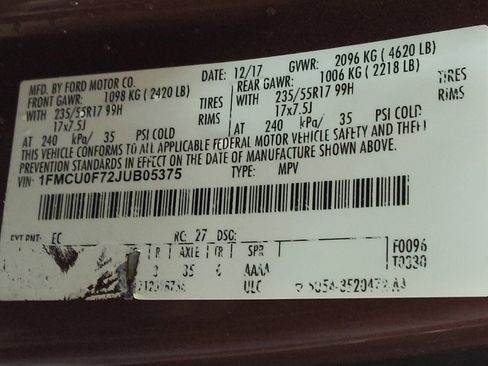 MFD. BY FORD MOTOR CO. DATE: 12/17 GVWR: 2096 KG (4620 LB)
FRONT GAWR: 1098 KG (2420 LB) REAR GAWR: 1006 KG (2218 LB)
WITH 235/55R17 99H TIRES WITH 235/55R17 99H TIRES
17x7.5J RIMS 17x7.5J RIMS
AT 240 kPa/ 35 PSI COLD AT 240 kPa/ 35 PSI COLD
THIS VEHICLE CONFORMS TO ALL APPLICABLE FEDERAL MOTOR VEHICLE SAFETY AND THEFT
PREVENTION STANDARDS IN EFFECT ON THE DATE OF MANUFACTURE SHOWN ABOVE.
VIN: 1FMCU0F72JUB05375 TYPE: MPV
EXT PNT: EC RC: 27 DSO:
R AXLE TR SPR F0096
3 35 6 AAAA T0330
ULC